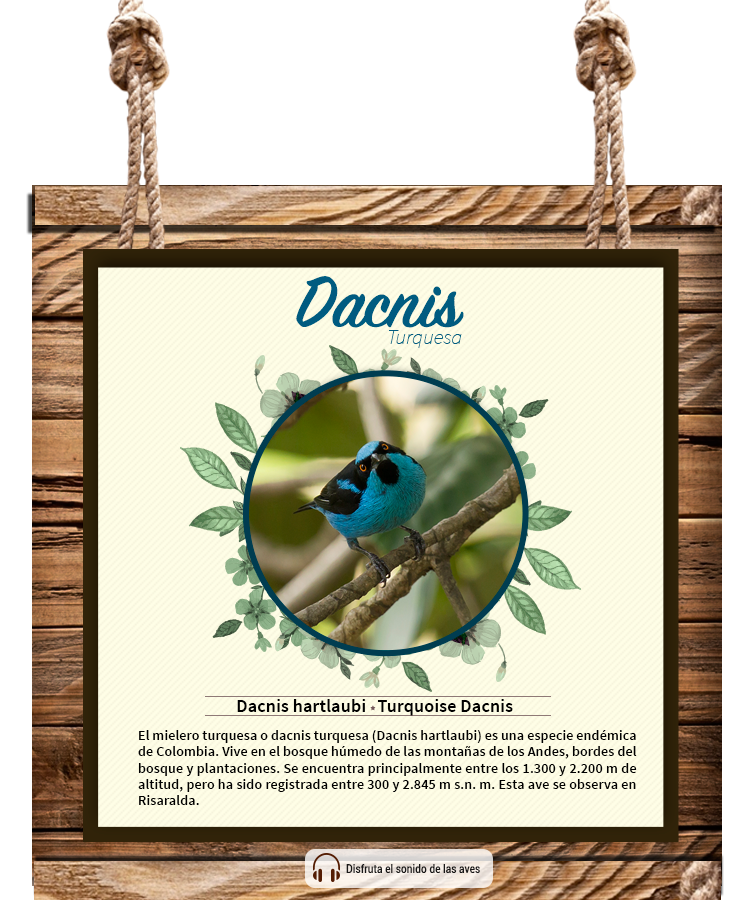 Dacnis
Turquesa
Dacnis hartlaubi ★ Turquoise Dacnis
El mielero turquesa o dacnis turquesa (Dacnis hartlaubi) es una especie endémica
de Colombia. Vive en el bosque húmedo de las montañas de los Andes, bordes del
bosque y plantaciones. Se encuentra principalmente entre los 1.300 y 2.200 m de
altitud, pero ha sido registrada entre 300 y 2.845 m s.n. m. Esta ave se observa en
Risaralda.
Disfruta el sonido de las aves